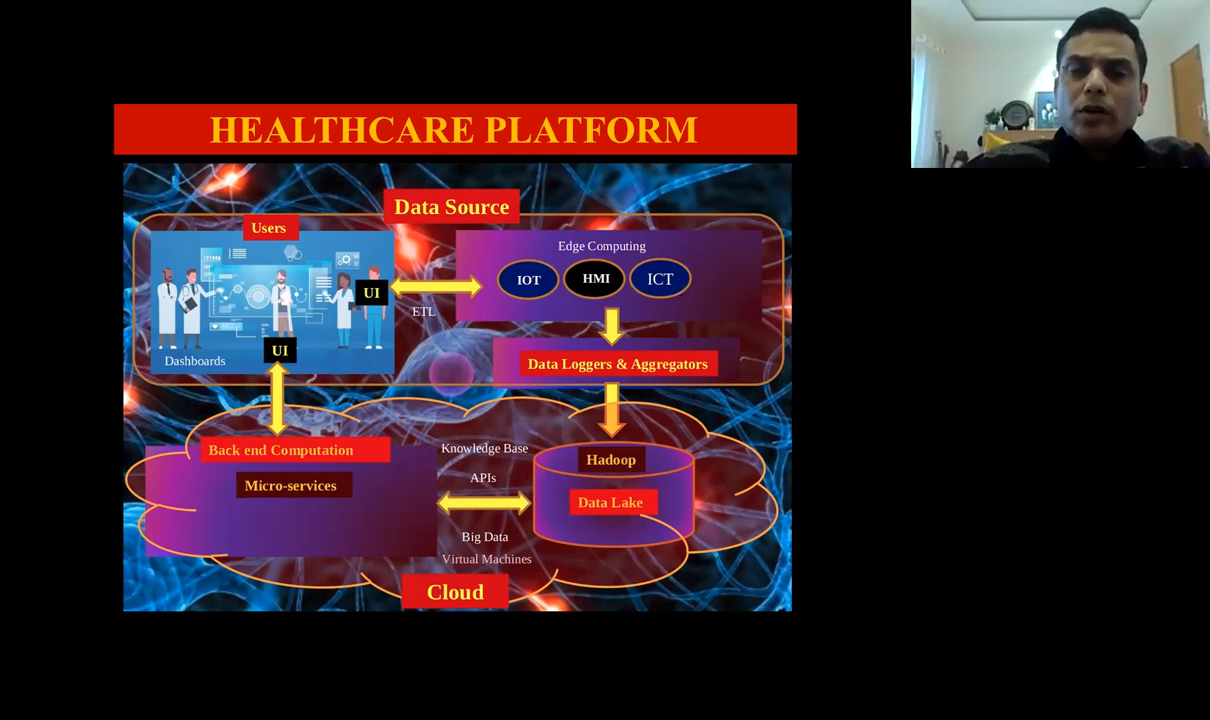 HEALTHCARE PLATFORM
Data Source
Users
Edge Computing
IOT
HMI
ICT
UI
ETL
UI
Dashboards
Data Loggers & Aggregators
Back end Computation
Micro-services
Knowledge Base
APIs
Big Data
Virtual Machines
Hadoop
Data Lake
Cloud